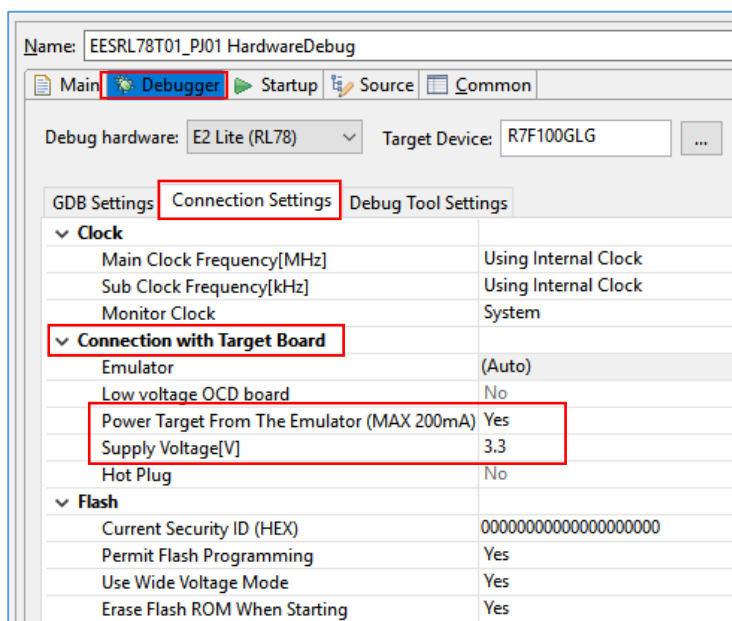 Name: EESRL78T01_PJ01 HardwareDebug
Main Debugger Startup Source Common
Debug hardware: E2 Lite (RL78) Target Device: R7F100GLG ...
GDB Settings Connection Settings Debug Tool Settings
Clock
Main Clock Frequency[MHz] Using Internal Clock
Sub Clock Frequency[kHz] Using Internal Clock
Monitor Clock System
Connection with Target Board
Emulator (Auto)
Low voltage OCD board No
Power Target From The Emulator (MAX 200mA) Yes
Supply Voltage[V] 3.3
Hot Plug No
Flash
Current Security ID (HEX) 00000000000000000000
Permit Flash Programming Yes
Use Wide Voltage Mode Yes
Erase Flash ROM When Starting Yes